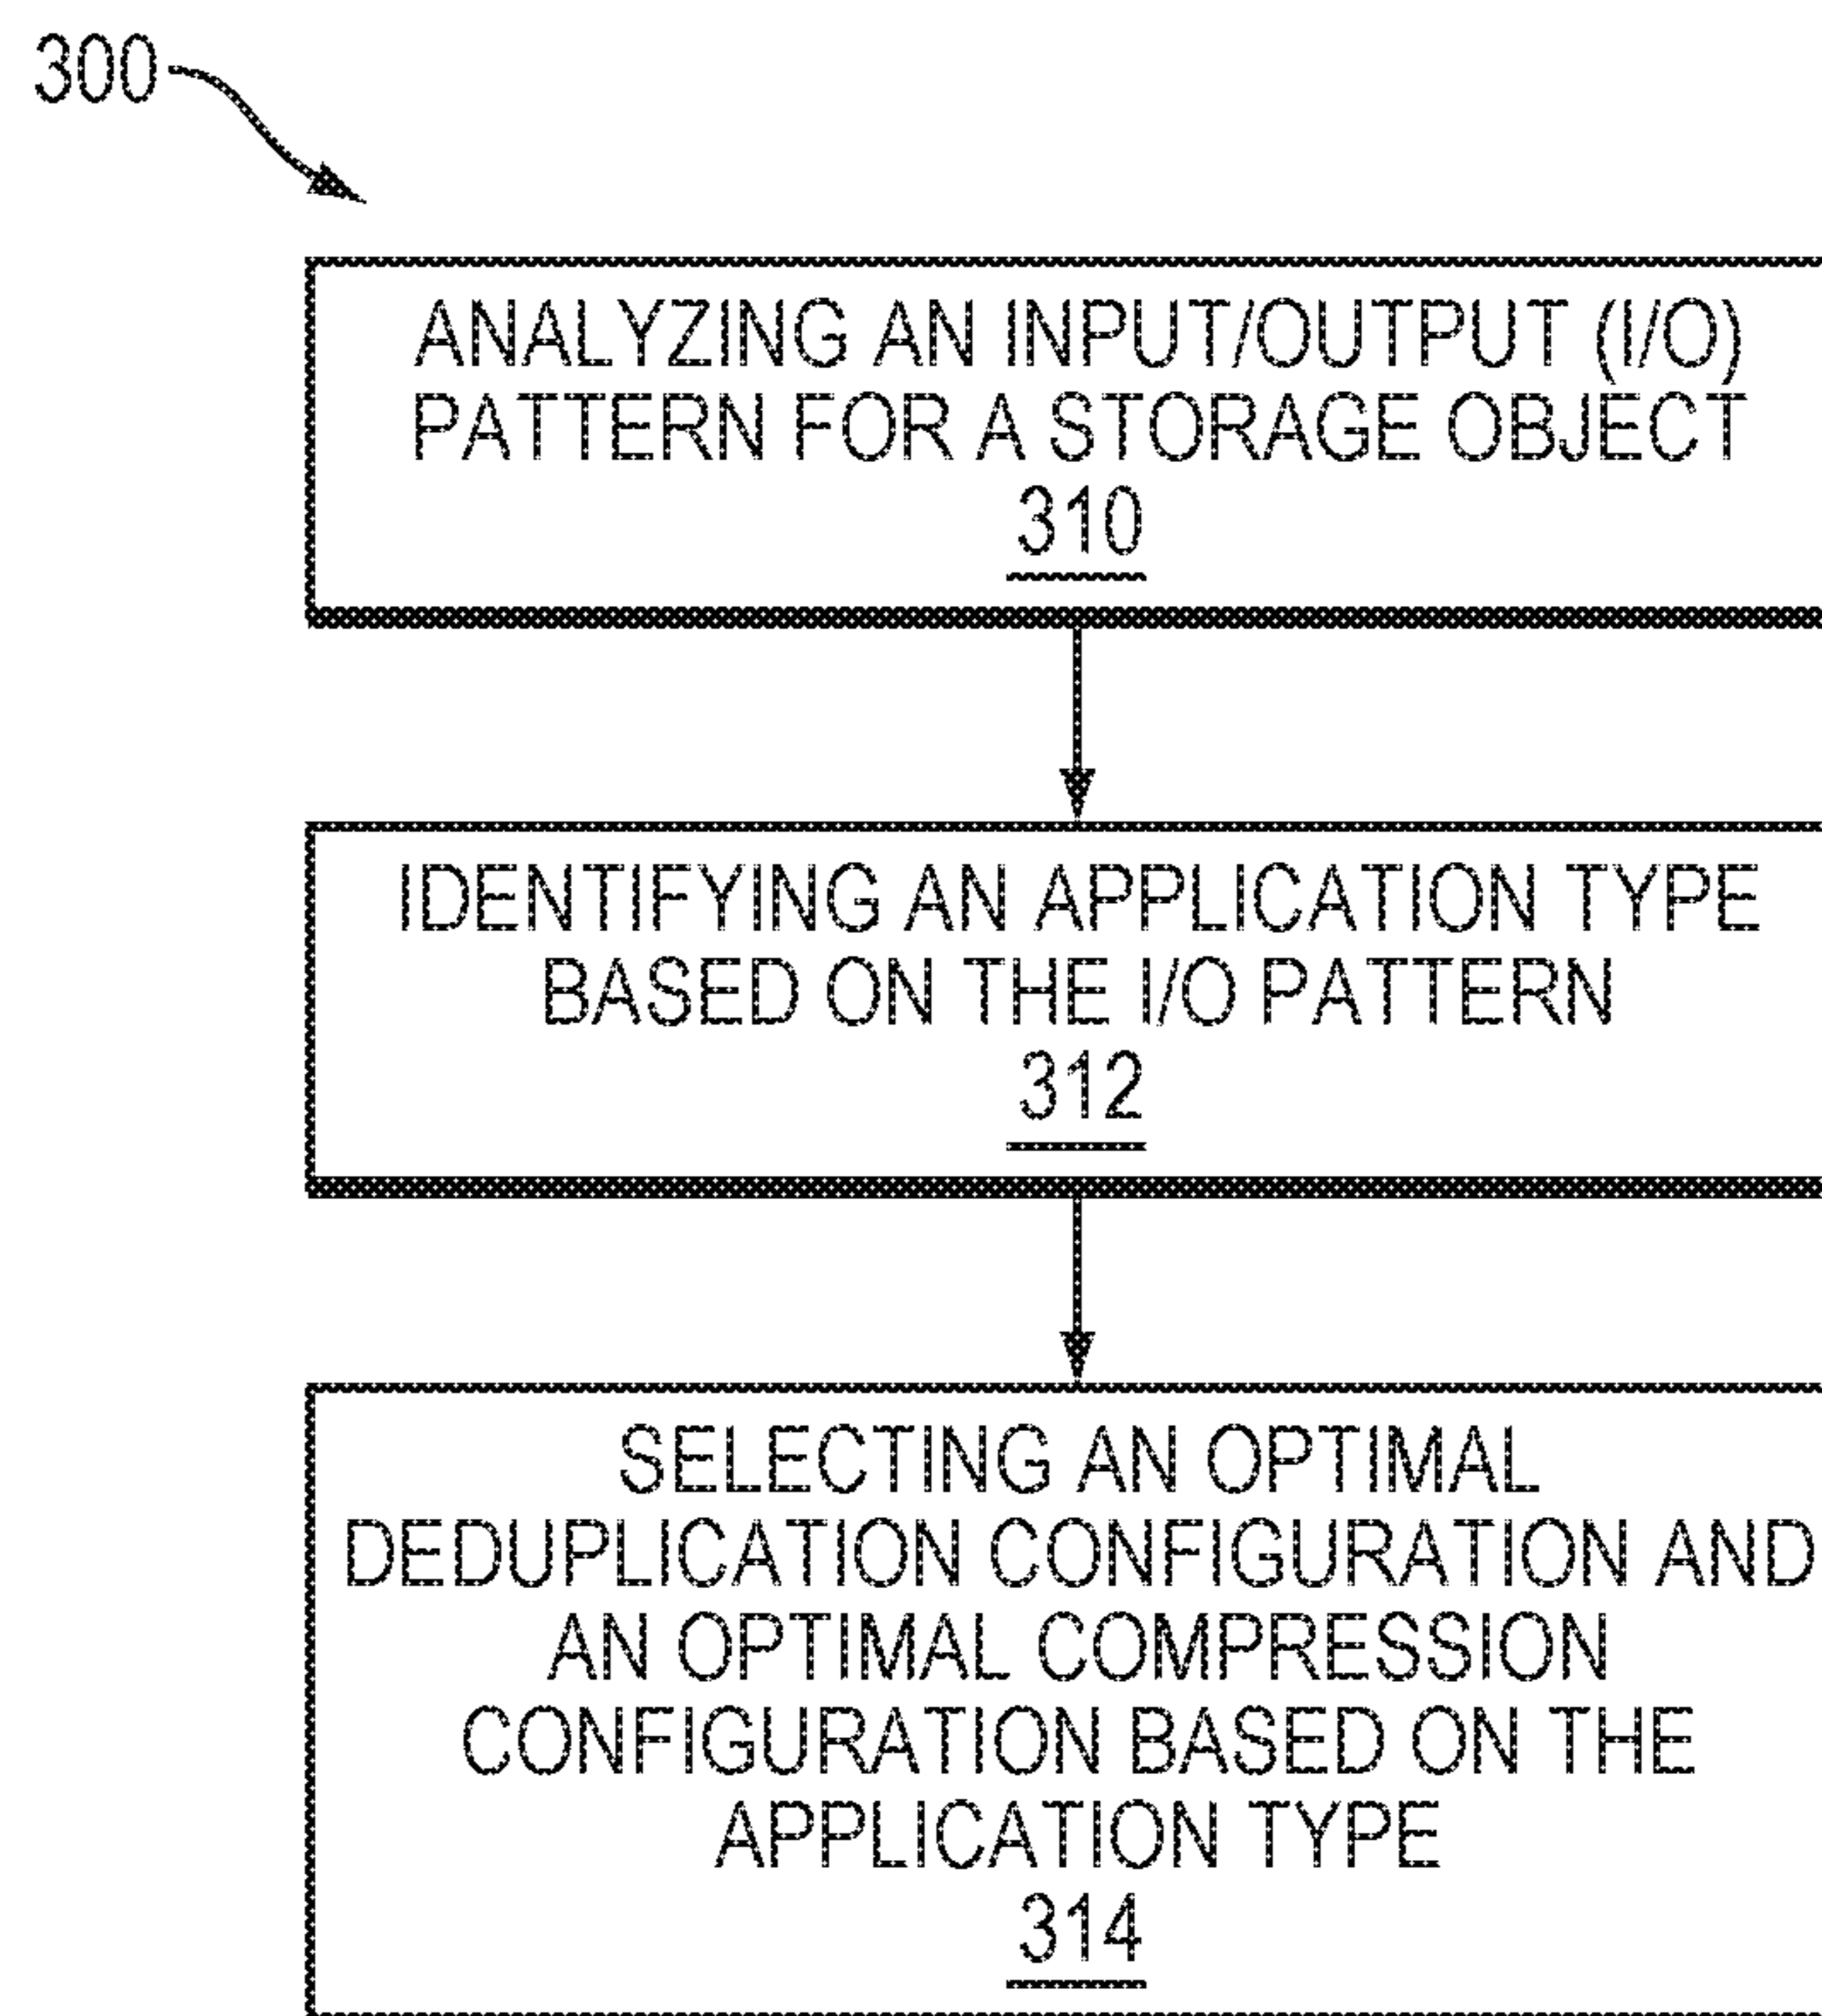 300
ANALYZING AN INPUT/OUTPUT (I/O)
PATTERN FOR A STORAGE OBJECT
310
IDENTIFYING AN APPLICATION TYPE
BASED ON THE I/O PATTERN
312
SELECTING AN OPTIMAL
DEDUPLICATION CONFIGURATION AND
AN OPTIMAL COMPRESSION
CONFIGURATION BASED ON THE
APPLICATION TYPE
314